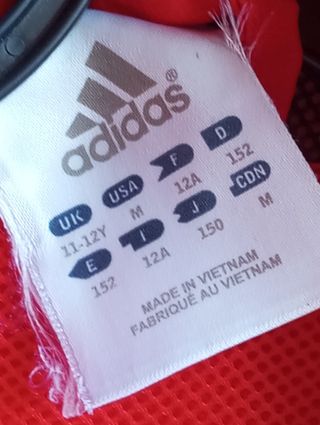 adidas®
UK USA F D
11-12Y M 12A 152
E I J CDN
152 12A 150 M
MADE IN VIETNAM
FABRIQUÉ AU VIETNAM